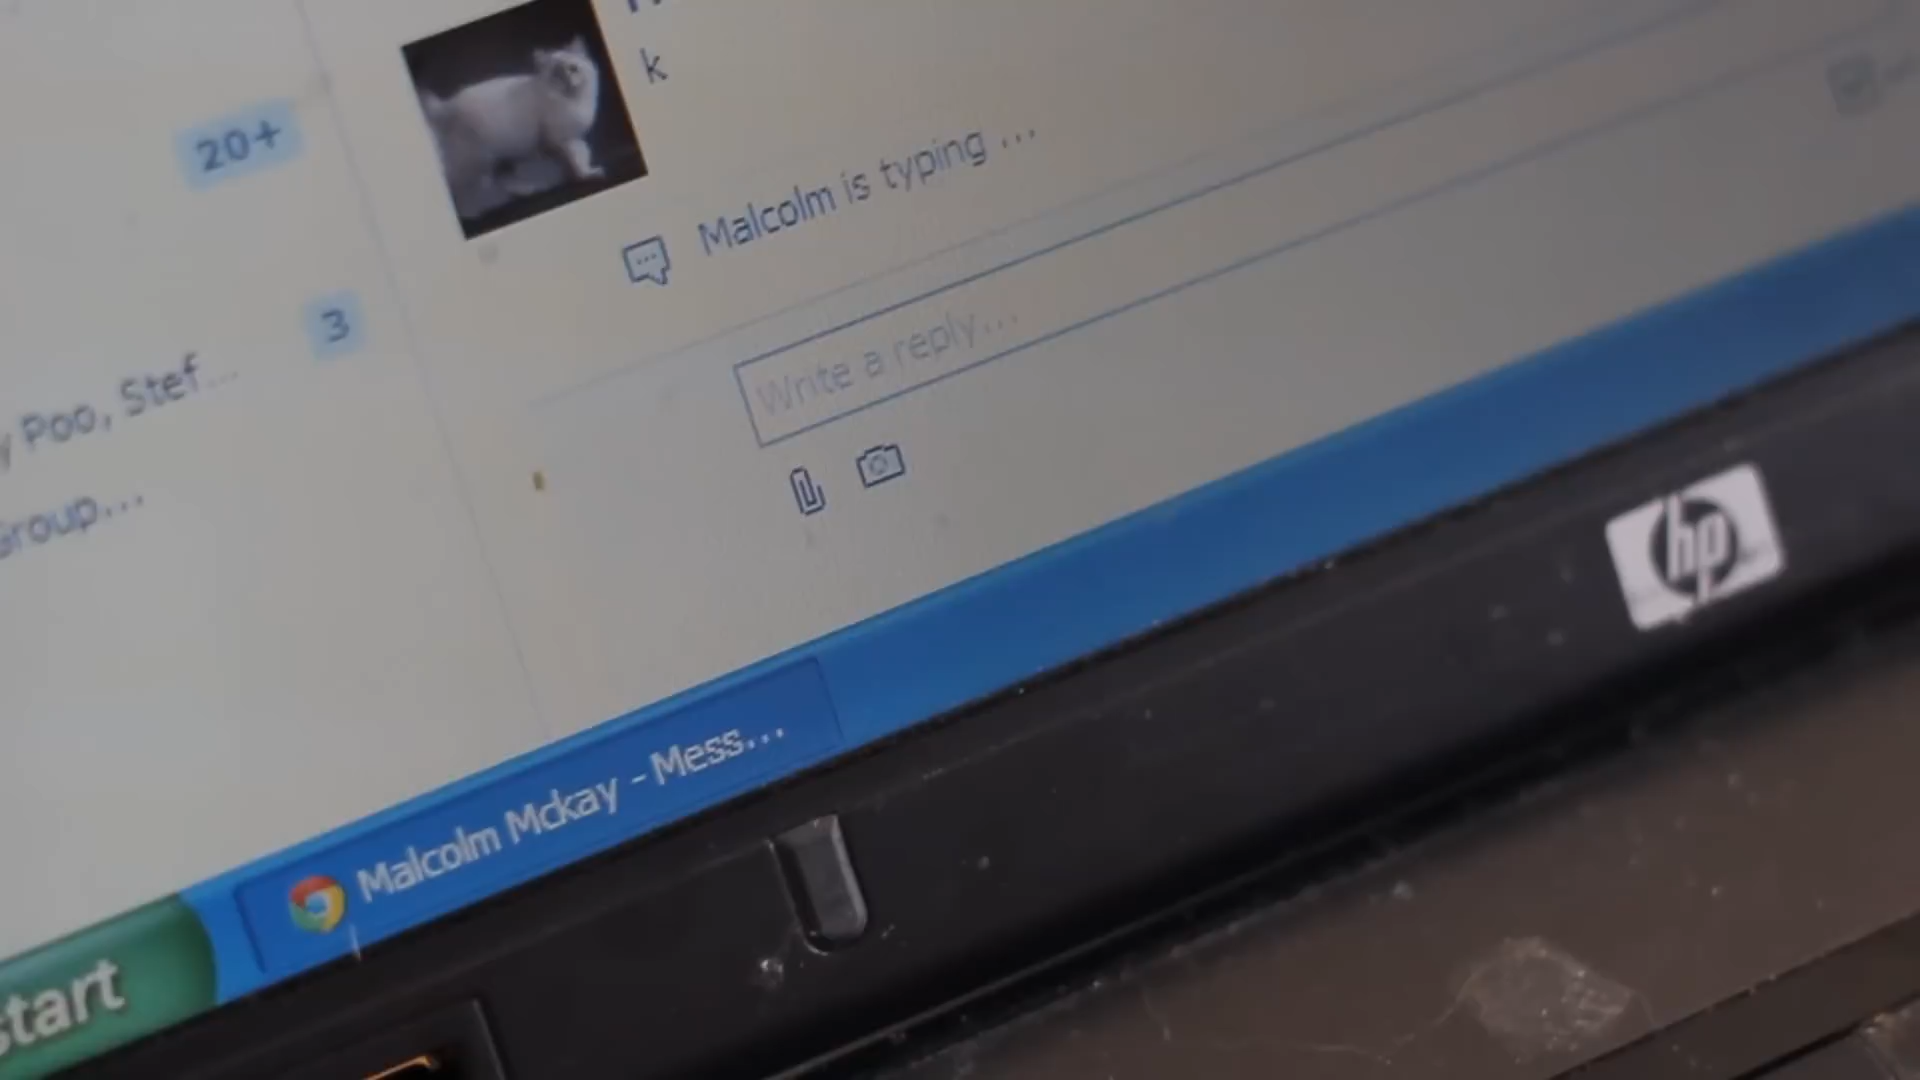 k
20+
Malcolm is typing ...
3
Write a reply...
y Poo, Stef...
Group...
hp
Malcolm Mckay - Mess...
start